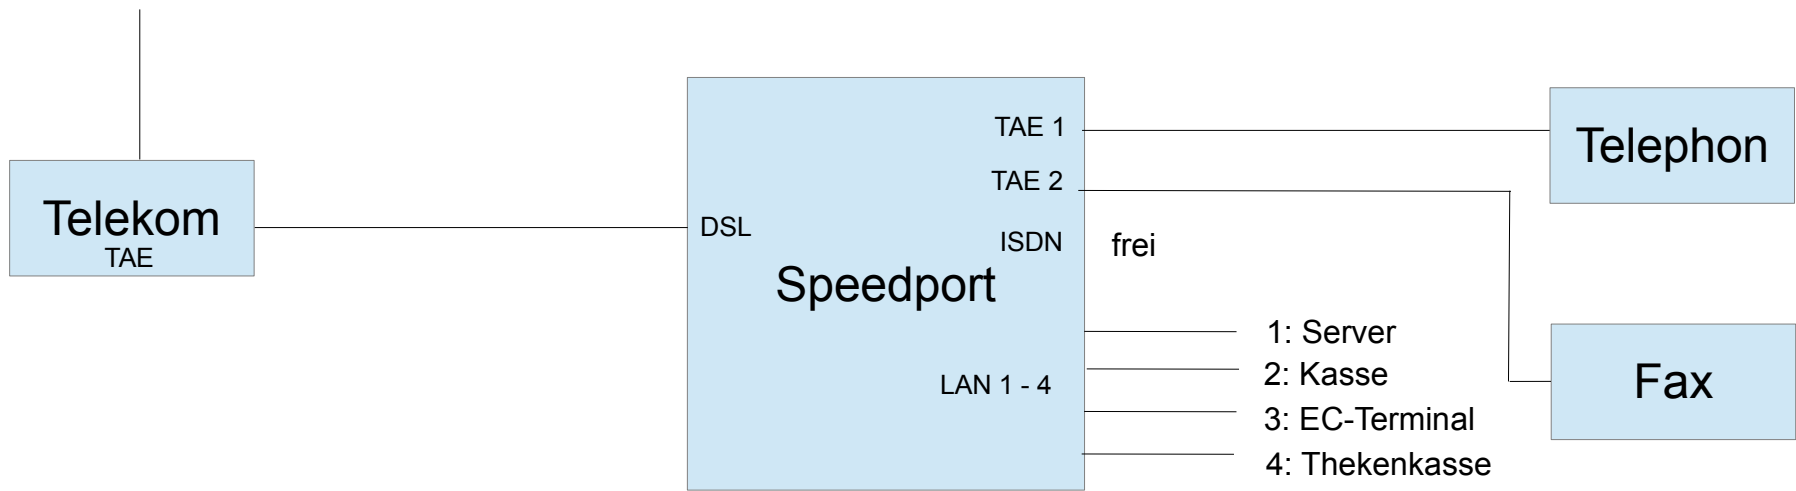 Telekom
TAE
DSL
Speedport
TAE 1
TAE 2
ISDN
frei
LAN 1 - 4
1: Server
2: Kasse
3: EC-Terminal
4: Thekenkasse
Telephon
Fax